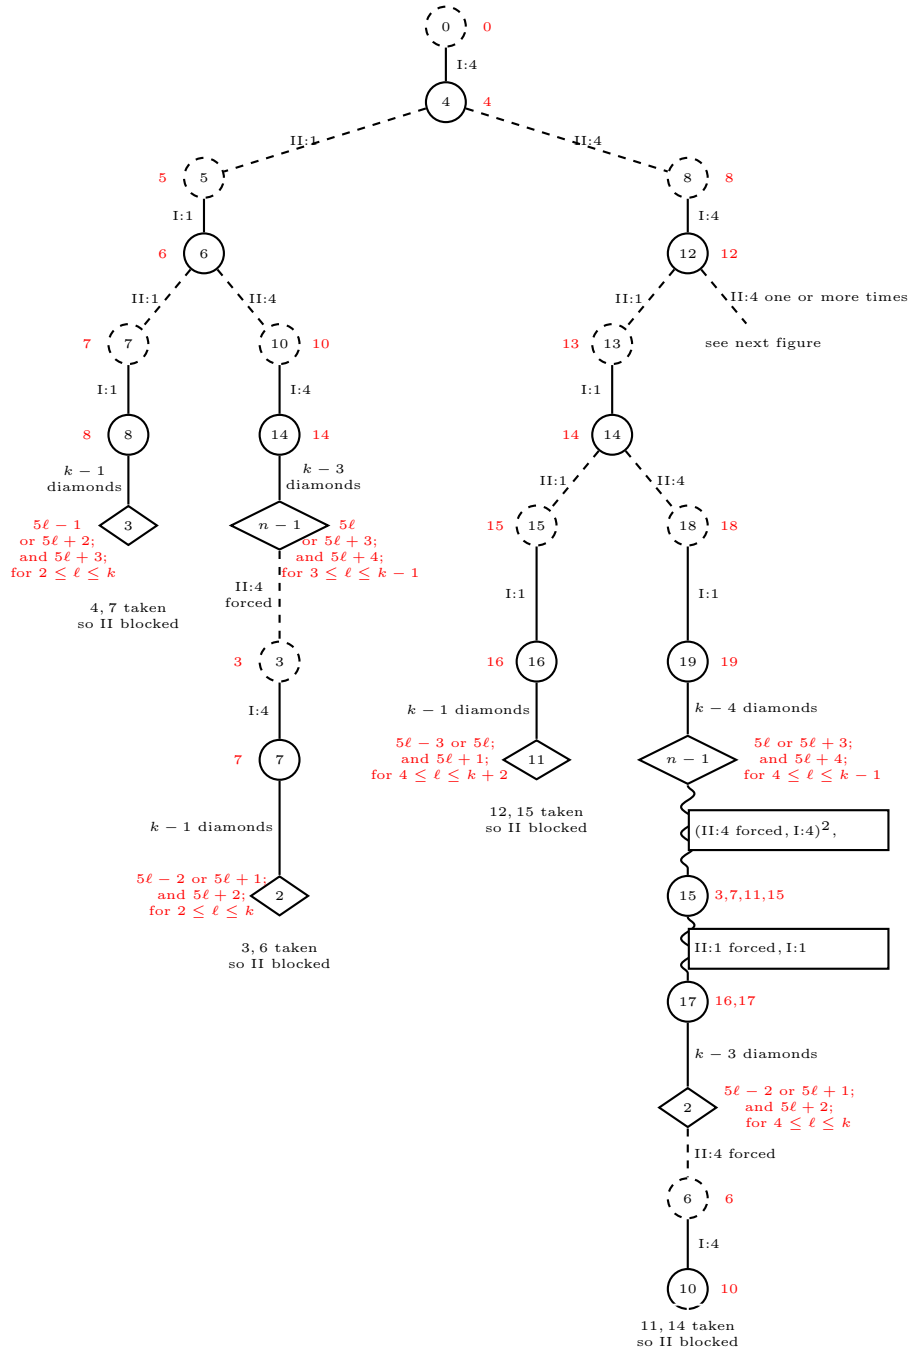 0 0
I:4
4 4
II:1 II:4
5 5 8 8
I:1 I:4
6 6 12 12
II:1 II:4 II:1 II:4 one or more times
7 7 10 10 13 13 see next figure
I:1 I:4 I:1
8 8 14 14 14 14
k − 1 diamonds k − 3 diamonds II:1 II:4
3 n − 1 15 15 18 18
5ℓ − 1
or 5ℓ + 2;
and 5ℓ + 3;
for 2 ≤ ℓ ≤ k
5ℓ
or 5ℓ + 3;
and 5ℓ + 4;
for 3 ≤ ℓ ≤ k − 1
4, 7 taken
so II blocked
II:4
forced
I:1 I:1
3 3 16 16 19 19
I:4
k − 1 diamonds k − 4 diamonds
7 7
5ℓ − 3 or 5ℓ;
and 5ℓ + 1;
for 4 ≤ ℓ ≤ k + 2
11
n − 1
5ℓ or 5ℓ + 3;
and 5ℓ + 4;
for 4 ≤ ℓ ≤ k − 1
12, 15 taken
so II blocked
k − 1 diamonds
(II:4 forced, I:4)², 
5ℓ − 2 or 5ℓ + 1;
and 5ℓ + 2;
for 2 ≤ ℓ ≤ k
2
15 3,7,11,15
3, 6 taken
so II blocked
II:1 forced, I:1
17 16,17
k − 3 diamonds
2
5ℓ − 2 or 5ℓ + 1;
and 5ℓ + 2;
for 4 ≤ ℓ ≤ k
II:4 forced
6 6
I:4
10 10
11, 14 taken
so II blocked